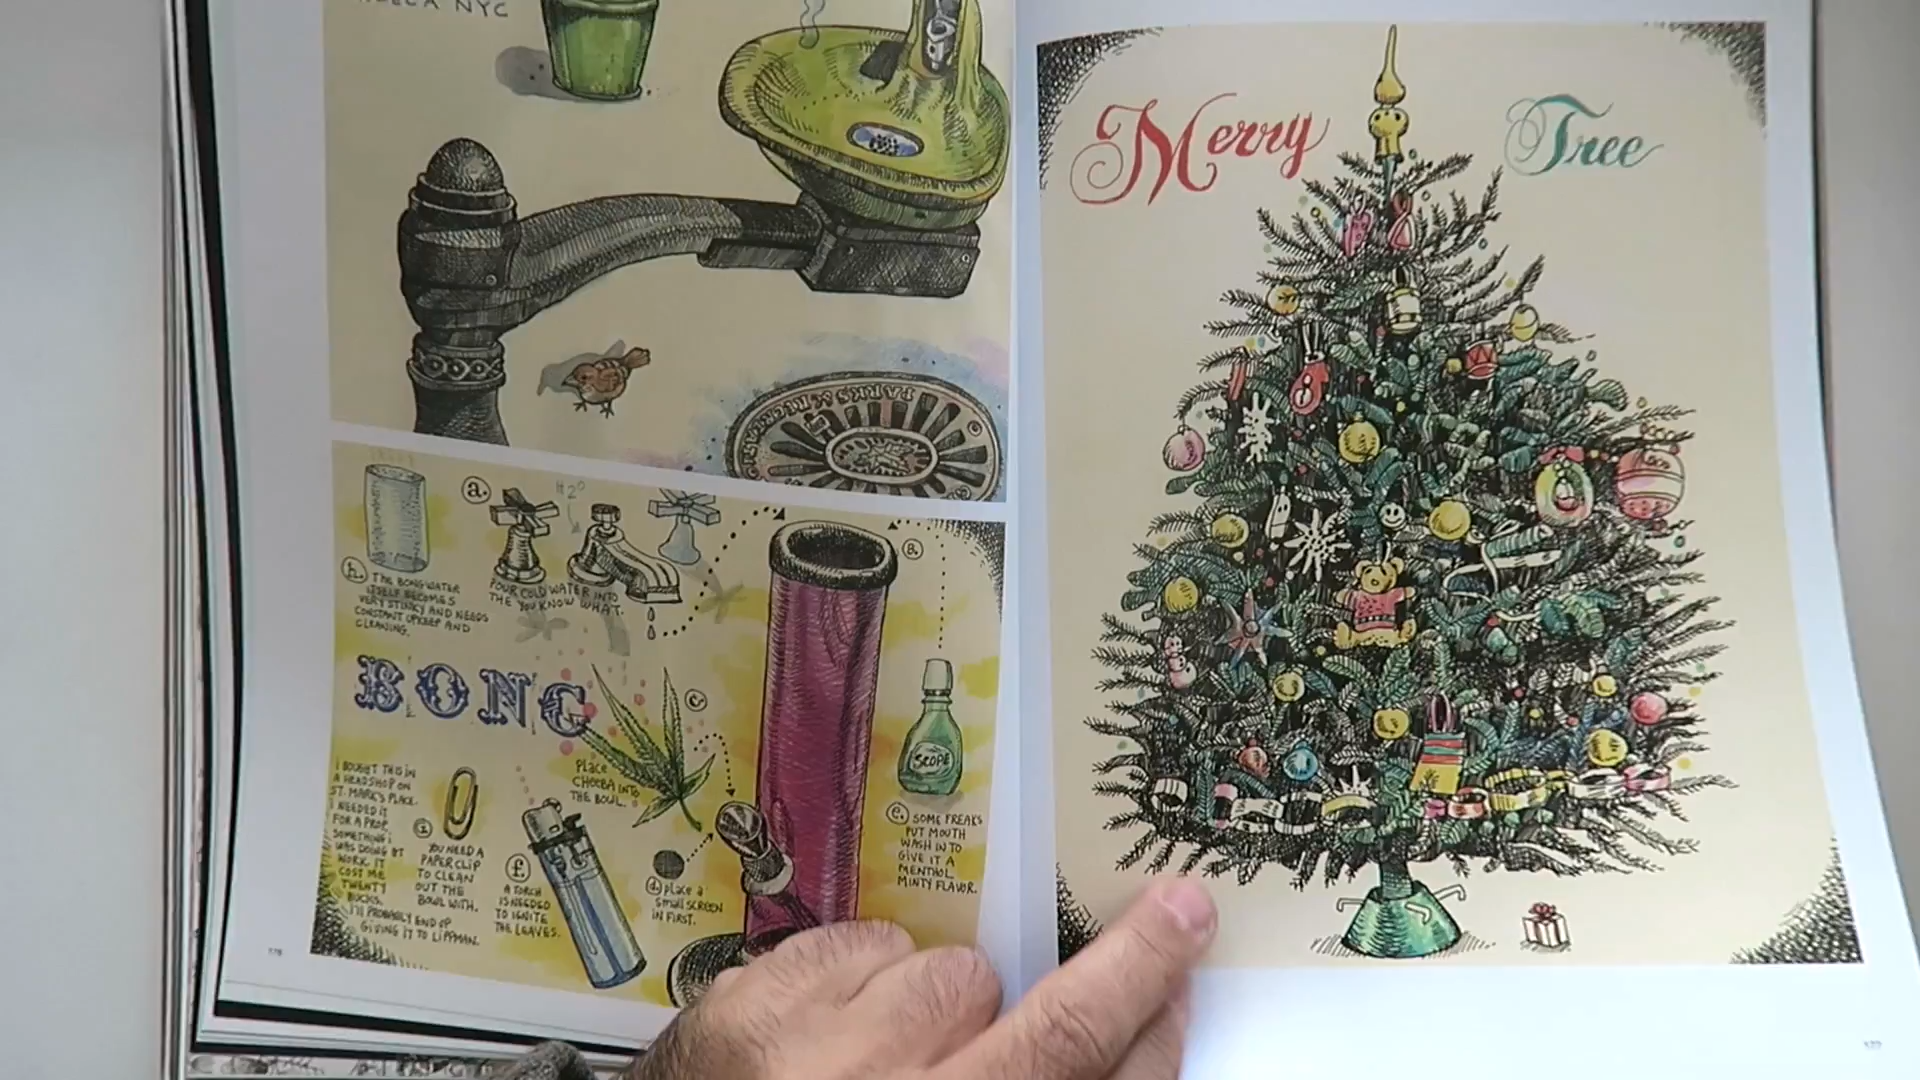 NYC
PARKS & RECREATION
a.
H2O
POUR COLD WATER INTO
THE YOU KNOW WHAT.
h. THE BONG WATER
ITSELF BECOMES
VERY STINKY AND NEEDS
CONSTANT UPKEEP AND
CLEANING.
B.
BONG
c.
PLACE
CHEEBA INTO
THE BOWL.
SCOPE
I BOUGHT THIS IN
A HEADSHOP ON
ST. MARK'S PLACE.
I NEEDED IT
FOR A PROP,
SOMETHING I
WAS DOING AT
WORK. IT
COST ME
TWENTY
BUCKS.
I'LL PROBABLY END UP
GIVING IT TO LIPPMAN.
YOU NEED A
PAPER CLIP
TO CLEAN
OUT THE
BOWL WITH.
f.
A TORCH
IS NEEDED
TO IGNITE
THE LEAVES.
d. PLACE A
SMALL SCREEN
IN FIRST.
e. SOME FREAKS
PUT MOUTH
WASH IN TO
GIVE IT A
MENTHOL
MINTY FLAVOR.
Merry Tree